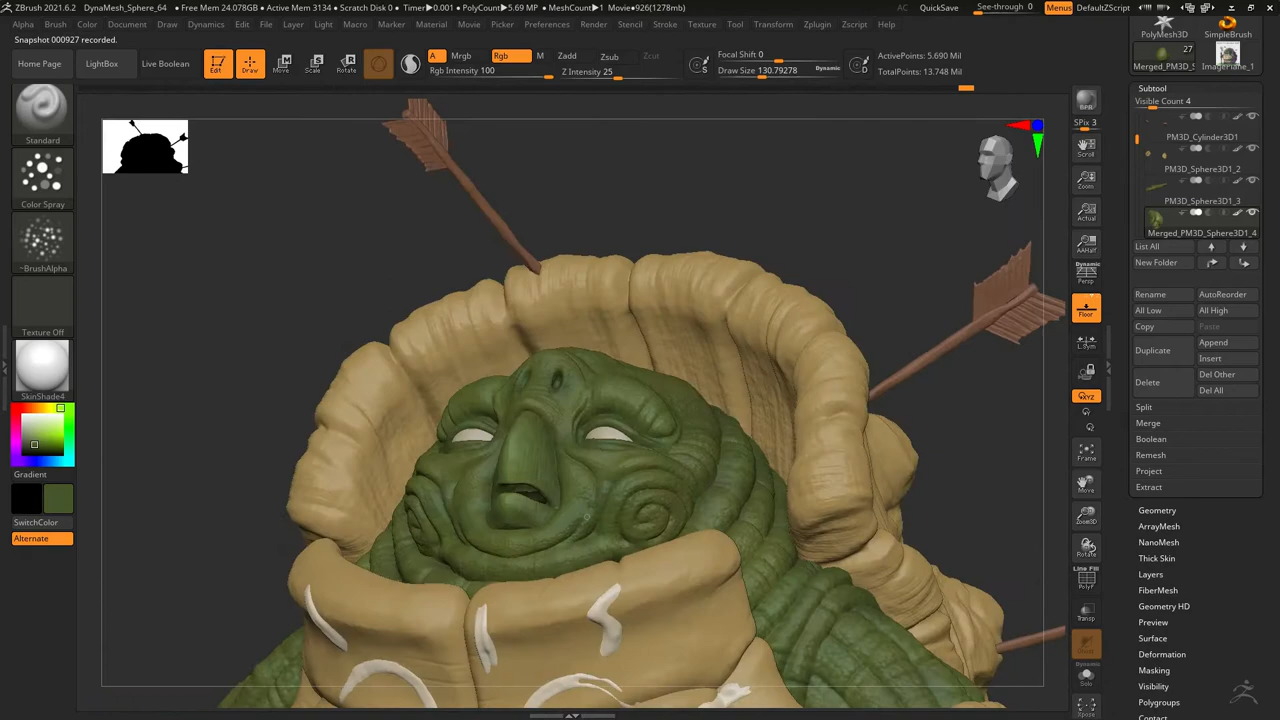 ZBrush 2021.6.2 DynaMesh_Sphere_64 ● Free Mem 24.078GB ● Active Mem 3134 ● Scratch Disk 0 ● Timer▶0.001 ● PolyCount▶5.69 MP ● MeshCount▶1 ●Movie●926(1278mb) AC QuickSave See-through 0 Menus DefaultZScript
Alpha Brush Color Document Draw Dynamics Edit File Layer Light Macro Marker Material Movie Picker Preferences Render Stencil Stroke Texture Tool Transform Zplugin Zscript Help
Snapshot 000927 recorded.
Home Page LightBox Live Boolean
Edit Draw Move Scale Rotate
A Mrgb Rgb M Zadd Zsub Zcut
Rgb Intensity 100 Z Intensity 25
Focal Shift 0
Draw Size 130.79278 Dynamic
ActivePoints: 5.690 Mil
TotalPoints: 13.748 Mil
Standard
Color Spray
~BrushAlpha
Texture Off
SkinShade4
Gradient
SwitchColor
Alternate
BPR
SPix 3
Scroll
Zoom
Actual
AAHalf
Dynamic
Persp
Floor
L.Sym
XYZ
Frame
Move
Zoom3D
Rotate
Line Fill
PolyF
Transp
Dynamic
Solo
Xpose
PolyMesh3D SimpleBrush
27
Merged_PM3D_S ImagePlane_1
Subtool
Visible Count 4
PM3D_Cylinder3D1
PM3D_Sphere3D1_2
PM3D_Sphere3D1_3
Merged_PM3D_Sphere3D1_4
List All
New Folder
Rename AutoReorder
All Low All High
Copy Paste
Duplicate Append
Insert
Delete Del Other
Del All
Split
Merge
Boolean
Remesh
Project
Extract
Geometry
ArrayMesh
NanoMesh
Thick Skin
Layers
FiberMesh
Geometry HD
Preview
Surface
Deformation
Masking
Visibility
Polygroups
Contact